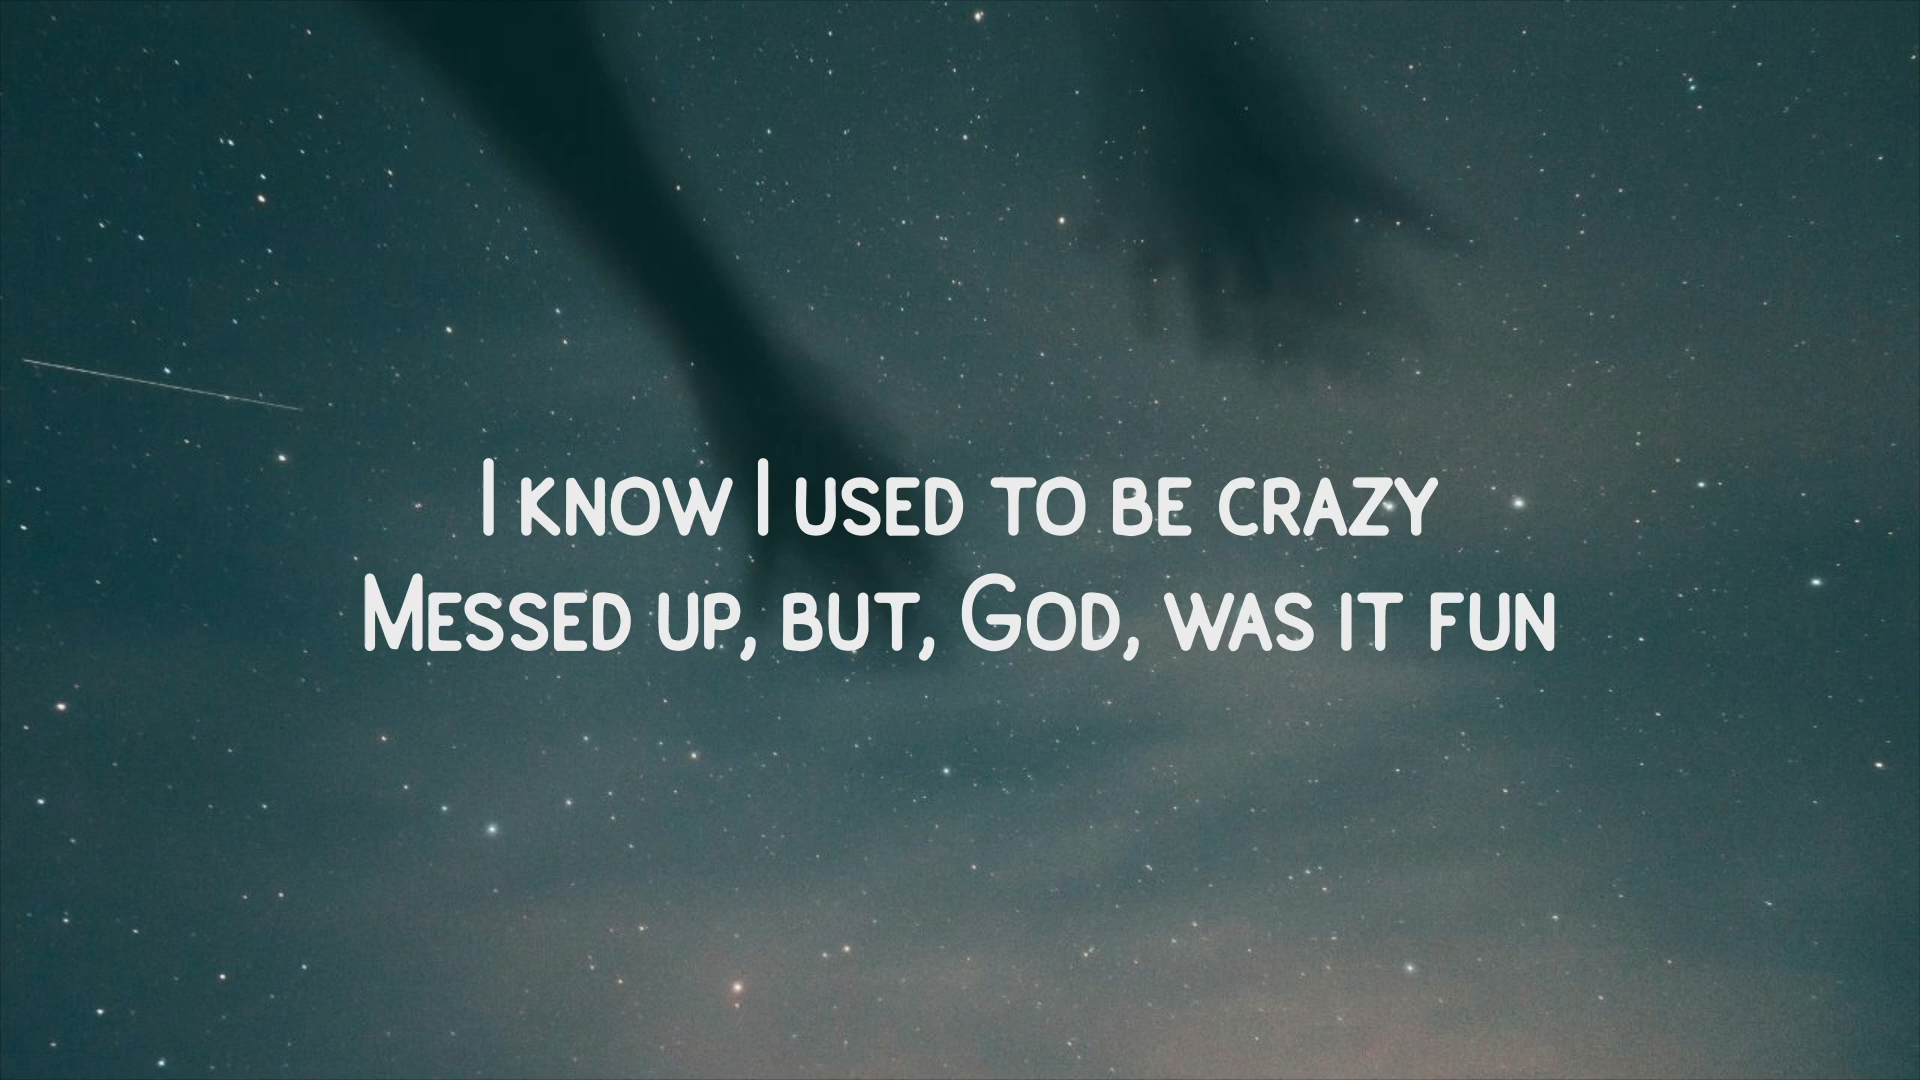 I know I used to be crazy
Messed up, but, God, was it fun